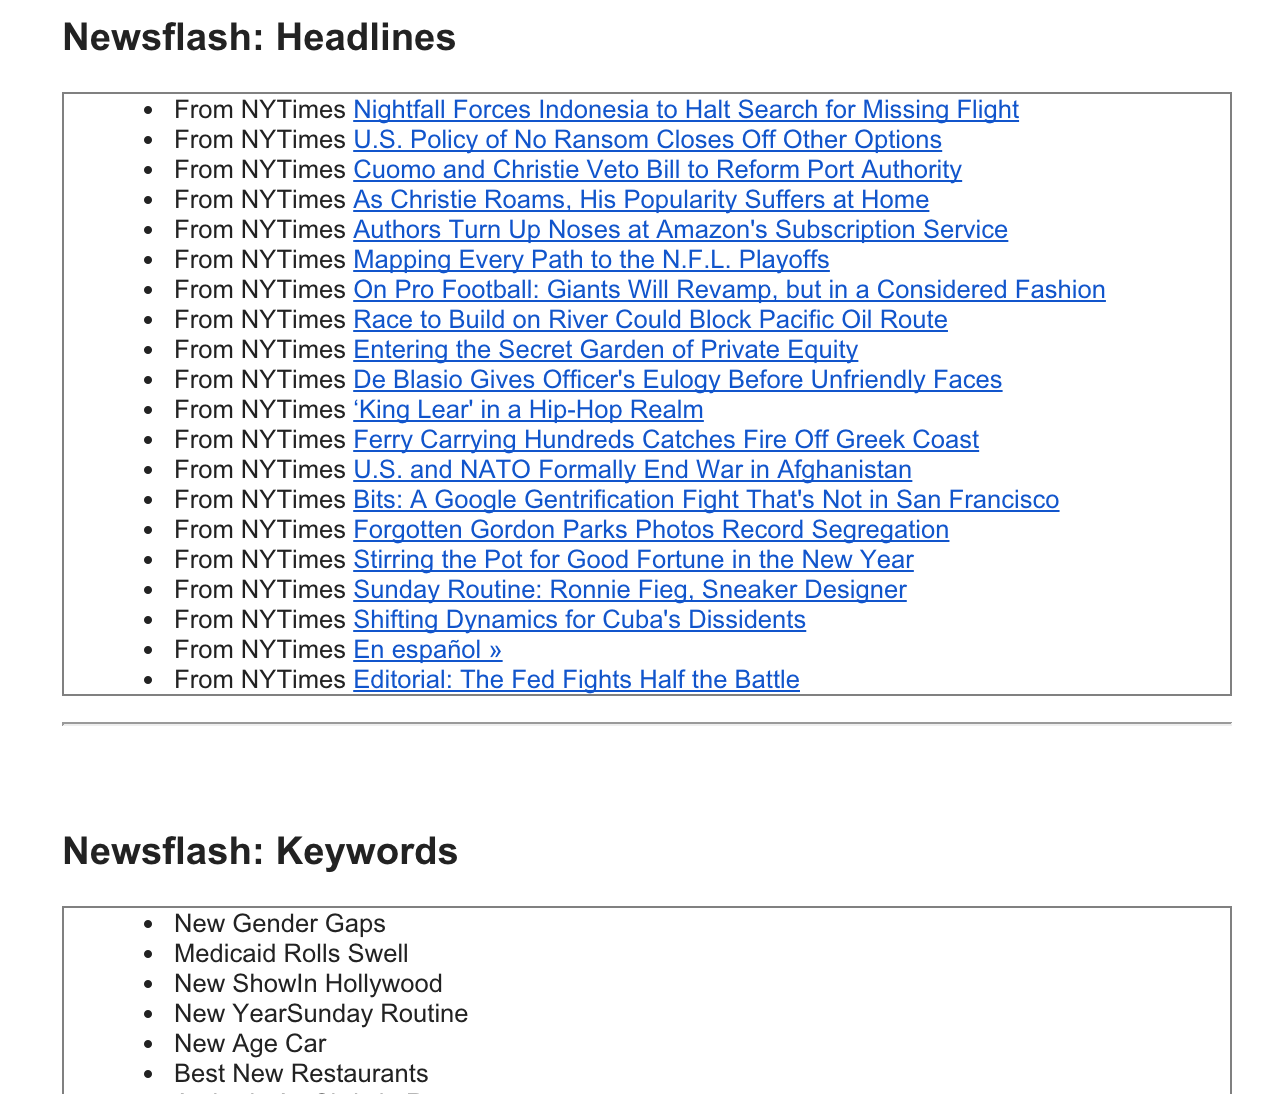 Newsflash: Headlines
From NYTimes Nightfall Forces Indonesia to Halt Search for Missing Flight
From NYTimes U.S. Policy of No Ransom Closes Off Other Options
From NYTimes Cuomo and Christie Veto Bill to Reform Port Authority
From NYTimes As Christie Roams, His Popularity Suffers at Home
From NYTimes Authors Turn Up Noses at Amazon's Subscription Service
From NYTimes Mapping Every Path to the N.F.L. Playoffs
From NYTimes On Pro Football: Giants Will Revamp, but in a Considered Fashion
From NYTimes Race to Build on River Could Block Pacific Oil Route
From NYTimes Entering the Secret Garden of Private Equity
From NYTimes De Blasio Gives Officer's Eulogy Before Unfriendly Faces
From NYTimes ‘King Lear' in a Hip-Hop Realm
From NYTimes Ferry Carrying Hundreds Catches Fire Off Greek Coast
From NYTimes U.S. and NATO Formally End War in Afghanistan
From NYTimes Bits: A Google Gentrification Fight That's Not in San Francisco
From NYTimes Forgotten Gordon Parks Photos Record Segregation
From NYTimes Stirring the Pot for Good Fortune in the New Year
From NYTimes Sunday Routine: Ronnie Fieg, Sneaker Designer
From NYTimes Shifting Dynamics for Cuba's Dissidents
From NYTimes En español »
From NYTimes Editorial: The Fed Fights Half the Battle
Newsflash: Keywords
New Gender Gaps
Medicaid Rolls Swell
New ShowIn Hollywood
New YearSunday Routine
New Age Car
Best New Restaurants